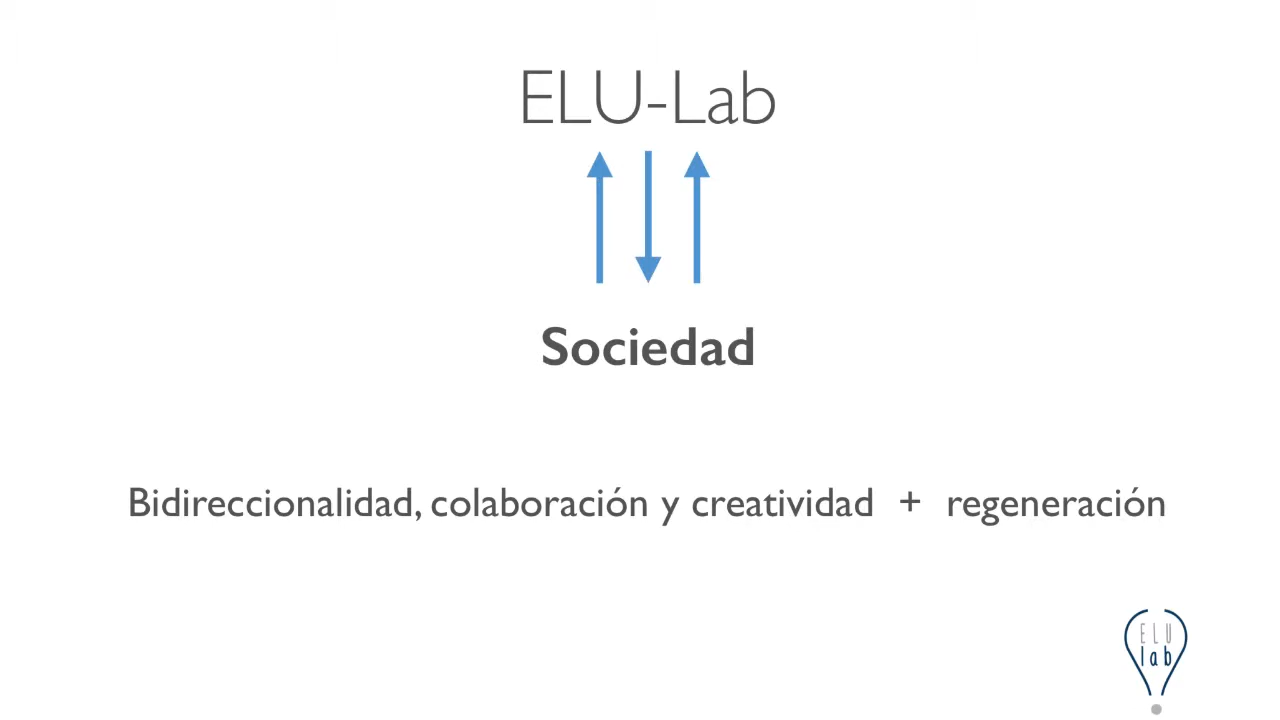 ELU-Lab
Sociedad
Bidireccionalidad, colaboración y creatividad + regeneración
ELU
lab